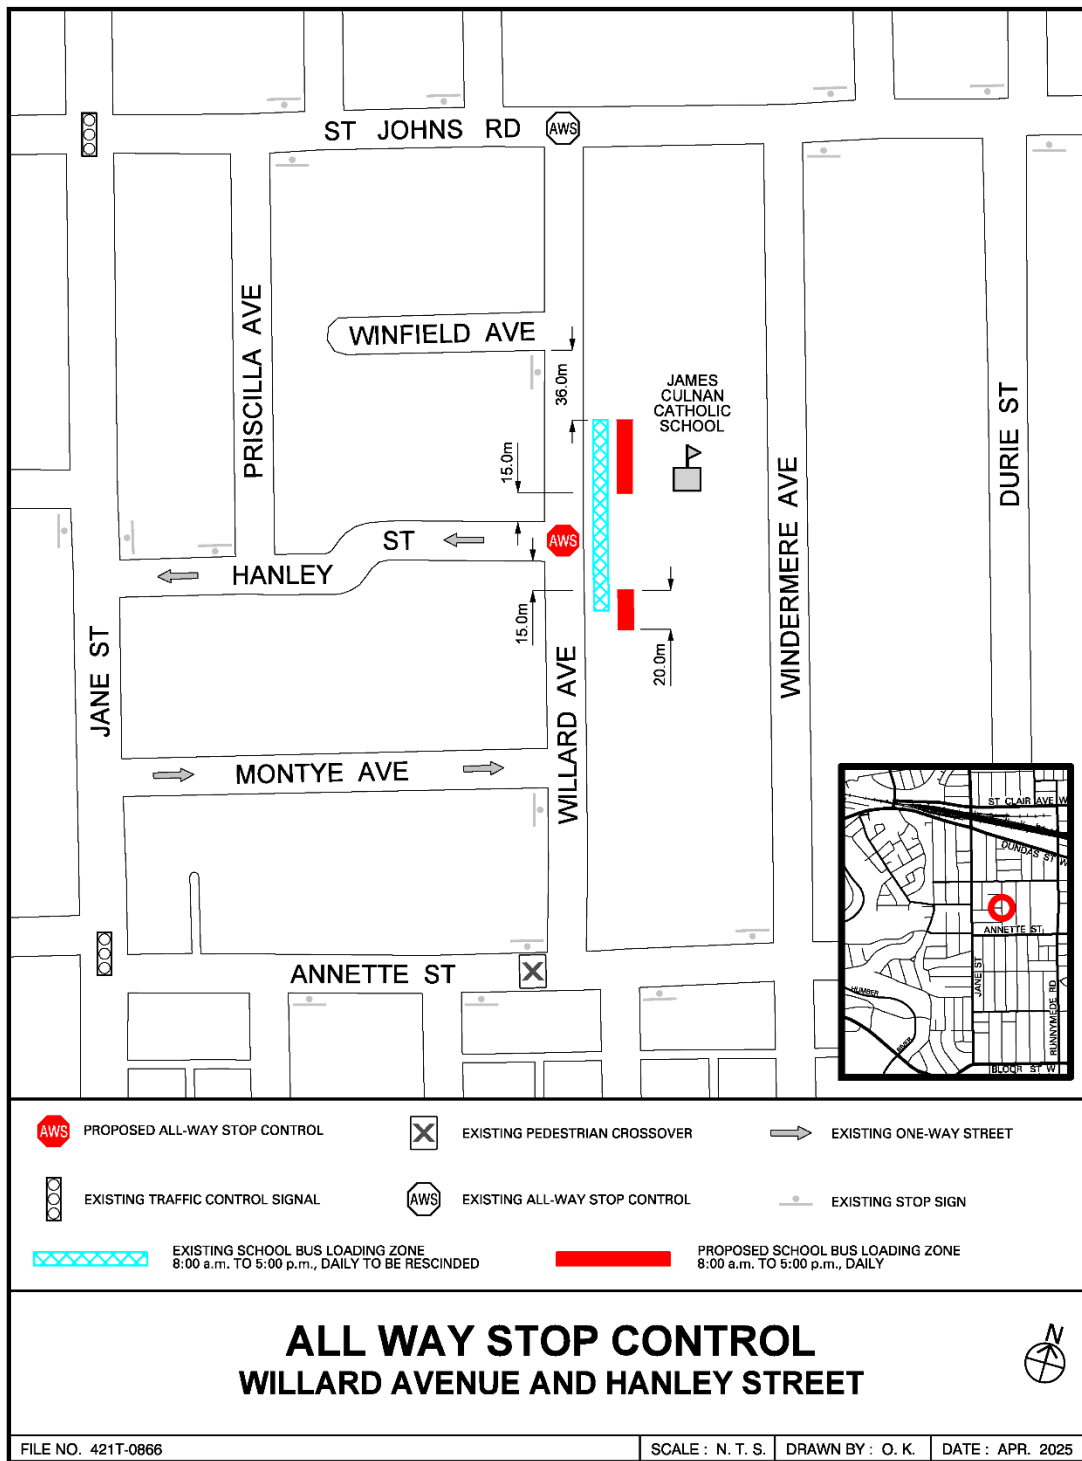 ST JOHNS RD
AWS
PRISCILLA AVE
WINFIELD AVE
36.0m
JAMES
CULNAN
CATHOLIC
SCHOOL
15.0m
ST
AWS
HANLEY
15.0m
20.0m
JANE ST
WILLARD AVE
WINDERMERE AVE
DURIE ST
MONTYE AVE
ANNETTE ST
ST CLAIR AVE W
DUNDAS ST W
ANNETTE ST
JANE ST
RUNNYMEDE RD
HUMBER
RIVER
BLOOR ST W
AWS PROPOSED ALL-WAY STOP CONTROL
EXISTING PEDESTRIAN CROSSOVER
EXISTING ONE-WAY STREET
EXISTING TRAFFIC CONTROL SIGNAL
AWS EXISTING ALL-WAY STOP CONTROL
EXISTING STOP SIGN
EXISTING SCHOOL BUS LOADING ZONE
8:00 a.m. TO 5:00 p.m., DAILY TO BE RESCINDED
PROPOSED SCHOOL BUS LOADING ZONE
8:00 a.m. TO 5:00 p.m., DAILY
ALL WAY STOP CONTROL
WILLARD AVENUE AND HANLEY STREET
N
FILE NO. 421T-0866
SCALE : N. T. S.
DRAWN BY : O. K.
DATE : APR. 2025